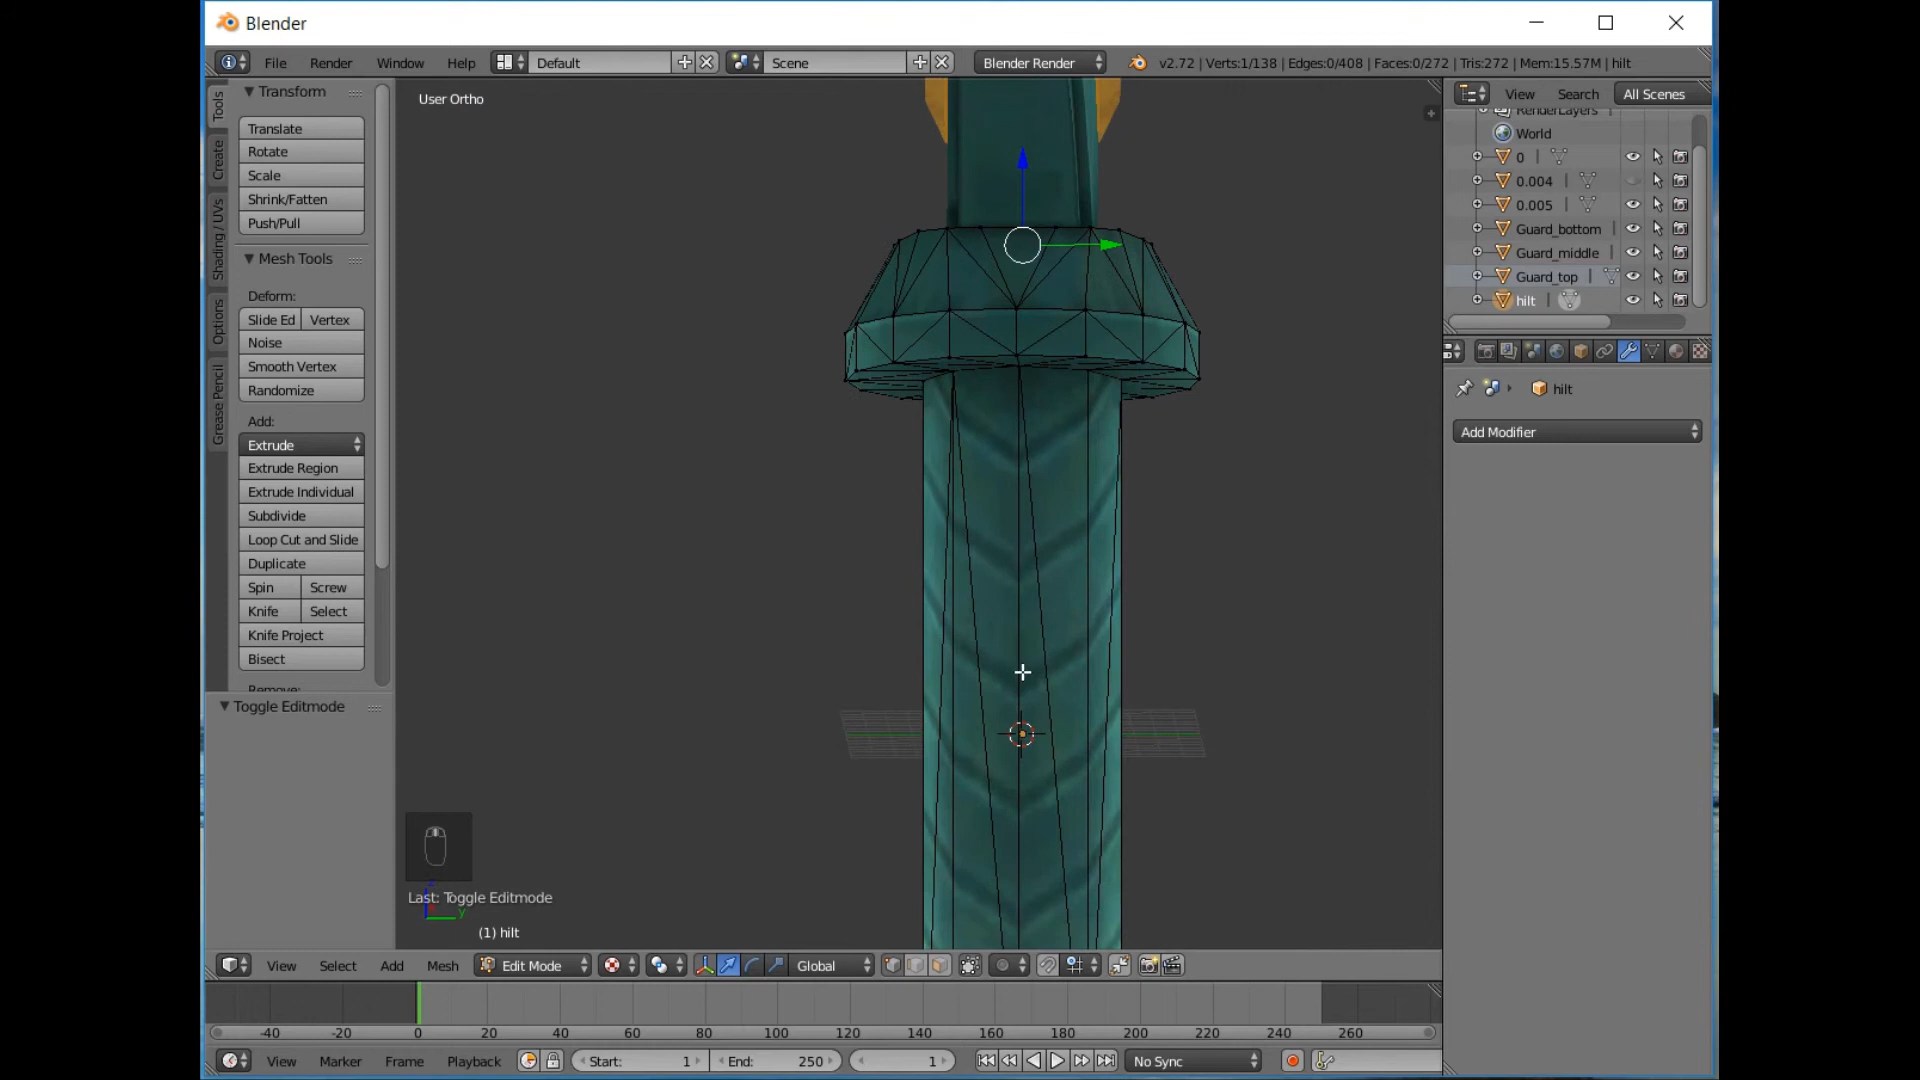 Blender
File Render Window Help Default Scene Blender Render v2.72 | Verts:1/138 | Edges:0/408 | Faces:0/272 | Tris:272 | Mem:15.57M | hilt
Tools
Create
Shading / UVs
Options
Grease Pencil
Transform
Translate
Rotate
Scale
Shrink/Fatten
Push/Pull
Mesh Tools
Deform:
Slide Ed Vertex
Noise
Smooth Vertex
Randomize
Add:
Extrude
Extrude Region
Extrude Individual
Subdivide
Loop Cut and Slide
Duplicate
Spin Screw
Knife Select
Knife Project
Bisect
Remove:
Toggle Editmode
User Ortho
Last: Toggle Editmode
y
(1) hilt
View Search All Scenes
RenderLayers
World
0
0.004
0.005
Guard_bottom
Guard_middle
Guard_top
hilt
hilt
Add Modifier
View Select Add Mesh Edit Mode Global
-40 -20 0 20 40 60 80 100 120 140 160 180 200 220 240 260
View Marker Frame Playback Start: 1 End: 250 1 No Sync